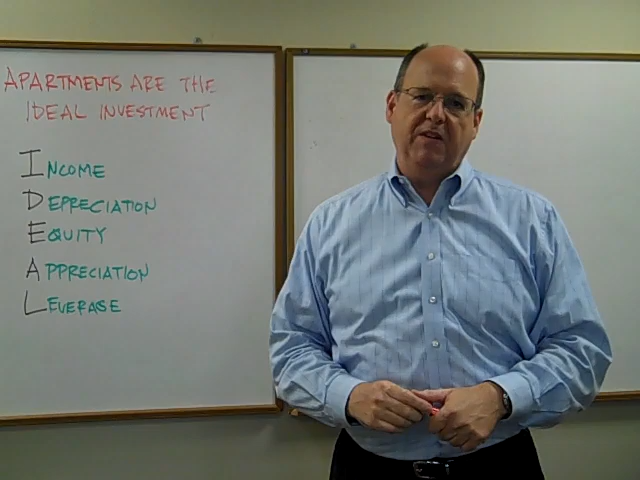 APARTMENTS ARE THE
IDEAL INVESTMENT
INCOME
DEPRECIATION
EQUITY
APPRECIATION
LEVERAGE